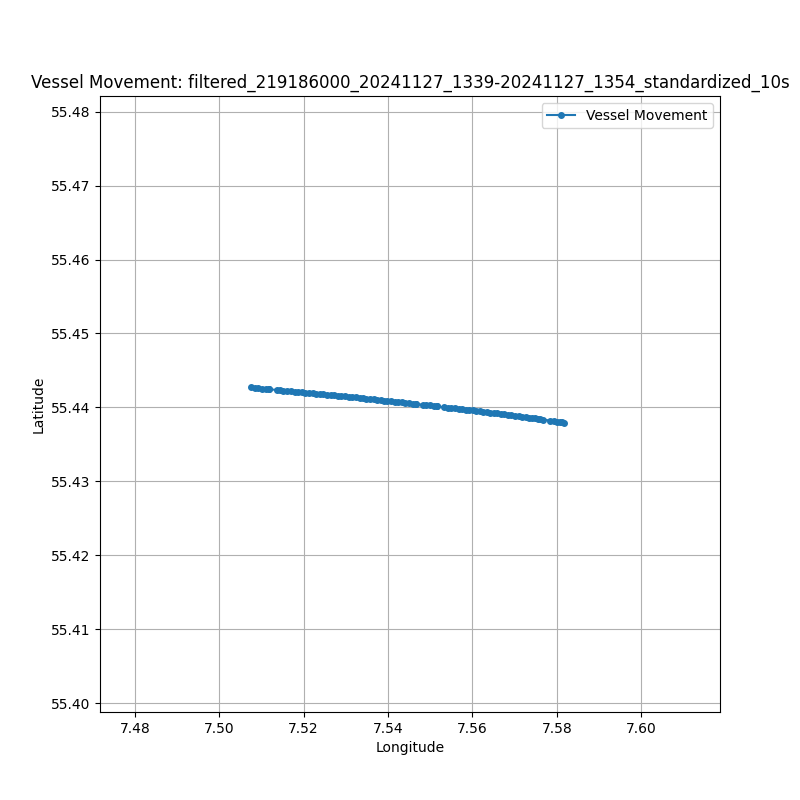 Vessel Movement: filtered_219186000_20241127_1339-20241127_1354_standardized_10s
Vessel Movement
55.48
55.47
55.46
55.45
55.44
55.43
55.42
55.41
55.40
Latitude
7.48 7.50 7.52 7.54 7.56 7.58 7.60
Longitude